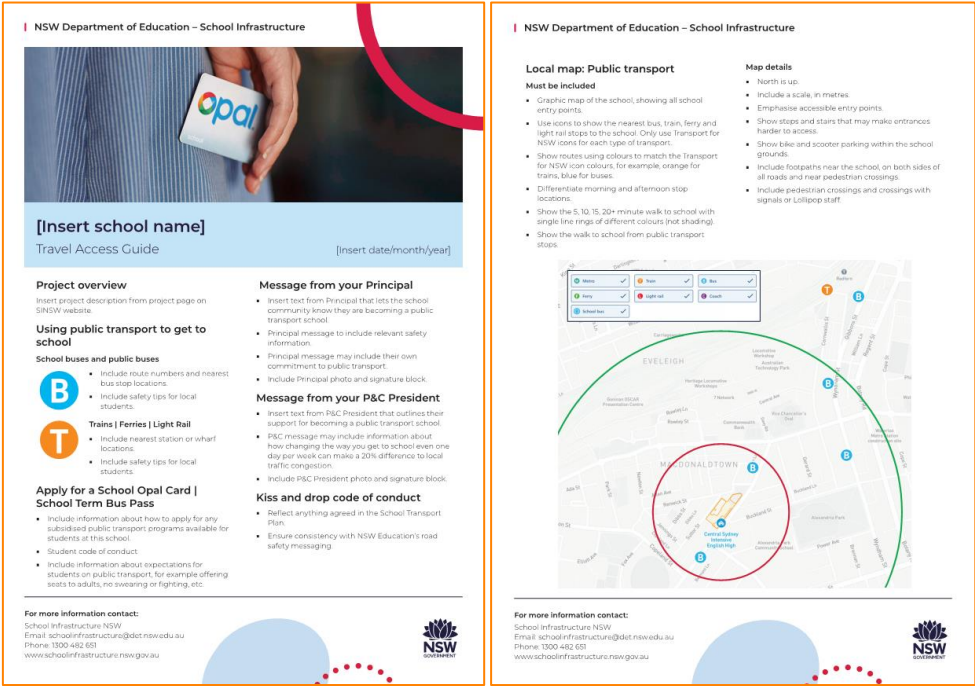 NSW Department of Education – School Infrastructure
Opal.
[Insert school name]
Travel Access Guide
[Insert date/month/year]
Project overview
Insert project description from project page on
SINSW website.
Using public transport to get to
school
School buses and public buses
B
Include route numbers and nearest
bus stop locations.
Include safety tips for local
students.
T
Trains | Ferries | Light Rail
Include nearest station or wharf
locations.
Include safety tips for local
students.
Apply for a School Opal Card |
School Term Bus Pass
Include information about how to apply for any
subsidised public transport programs available for
students at this school.
Student code of conduct
Include information about expectations for
students on public transport, for example offering
seats to adults, no swearing or fighting, etc.
Message from your Principal
Insert text from Principal that lets the school
community know they are becoming a public
transport school.
Principal message to include relevant safety
information.
Principal message may include their own
commitment to public transport.
Include Principal photo and signature block.
Message from your P&C President
Insert text from P&C President that outlines their
support for becoming a public transport school.
P&C message may include information about
how changing the way you get to school even one
day per week can make a 20% difference to local
traffic congestion.
Include P&C President photo and signature block.
Kiss and drop code of conduct
Reflect anything agreed in the School Transport
Plan.
Ensure consistency with NSW Education's road
safety messaging.
For more information contact:
School Infrastructure NSW
Email: schoolinfrastructure@det.nsw.edu.au
Phone: 1300 482 651
www.schoolinfrastructure.nsw.gov.au
NSW
GOVERNMENT
NSW Department of Education – School Infrastructure
Local map: Public transport
Must be included
Graphic map of the school, showing all school
entry points.
Use icons to show the nearest bus, train, ferry and
light rail stops to the school. Only use Transport for
NSW icons for each type of transport.
Show routes using colours to match the Transport
for NSW icon colours, for example, orange for
trains, blue for buses.
Differentiate morning and afternoon stop
locations.
Show the 5, 10, 15, 20+ minute walk to school with
single line rings of different colours (not shading).
Show the walk to school from public transport
stops.
Map details
North is up.
Include a scale, in metres.
Emphasise accessible entry points.
Show steps and stairs that may make entrances
harder to access.
Show bike and scooter parking within the school
grounds.
Include footpaths near the school, on both sides of
all roads and near pedestrian crossings.
Include pedestrian crossings and crossings with
signals or Lollipop staff.
Metro
Train
Bus
Ferry
Light rail
Coach
School bus
T
B
EVELEIGH
Locomotive
Workshop
Australian
Technology Park
Heritage Locomotive
Workshops
B
Commonwealth
Bank
B
MACDONALDTOWN
B
Buckland St
Central Sydney
Intensive
English High
B
Alexandria Park
Alexandria Park
Community School
For more information contact:
School Infrastructure NSW
Email: schoolinfrastructure@det.nsw.edu.au
Phone: 1300 482 651
www.schoolinfrastructure.nsw.gov.au
NSW
GOVERNMENT